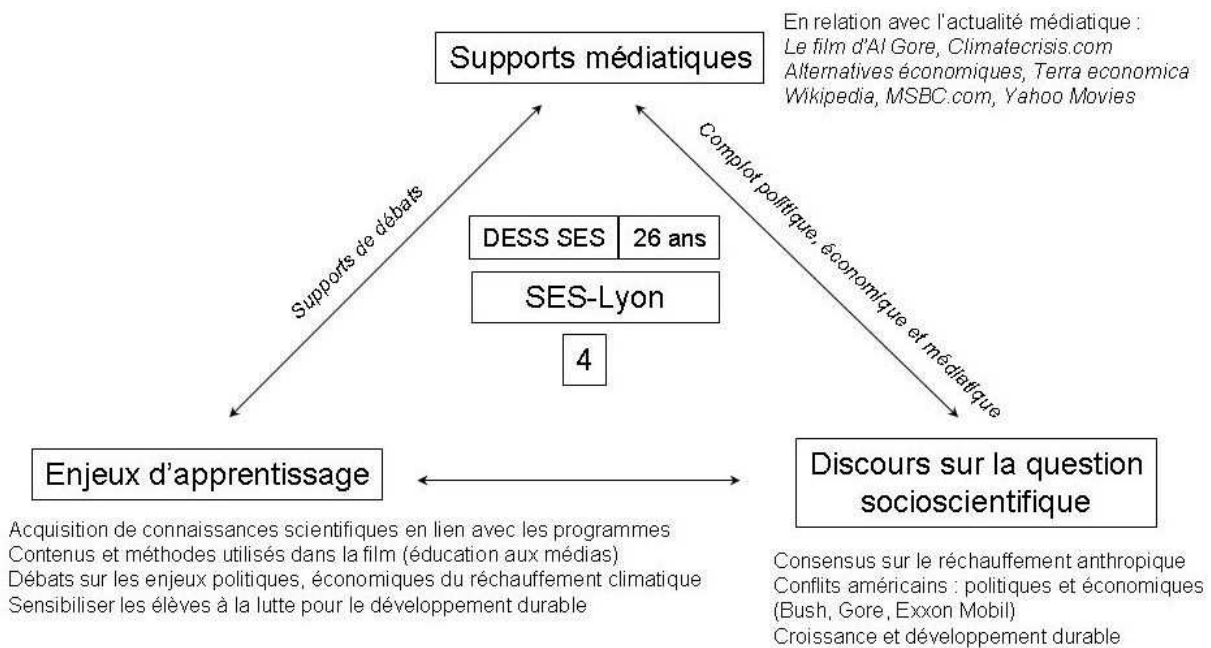 En relation avec l'actualité médiatique :
Supports médiatiques
Le film d'Al Gore, Climatecrisis.com
Alternatives économiques, Terra economica
Wikipedia, MSBC.com, Yahoo Movies
Supports de débats
Complot politique, économique et médiatique
DESS SES
26 ans
SES-Lyon
4
Enjeux d'apprentissage
Acquisition de connaissances scientifiques en lien avec les programmes
Contenus et méthodes utilisés dans la film (éducation aux médias)
Débats sur les enjeux politiques, économiques du réchauffement climatique
Sensibiliser les élèves à la lutte pour le développement durable
Discours sur la question
socioscientifique
Consensus sur le réchauffement anthropique
Conflits américains : politiques et économiques
(Bush, Gore, Exxon Mobil)
Croissance et développement durable